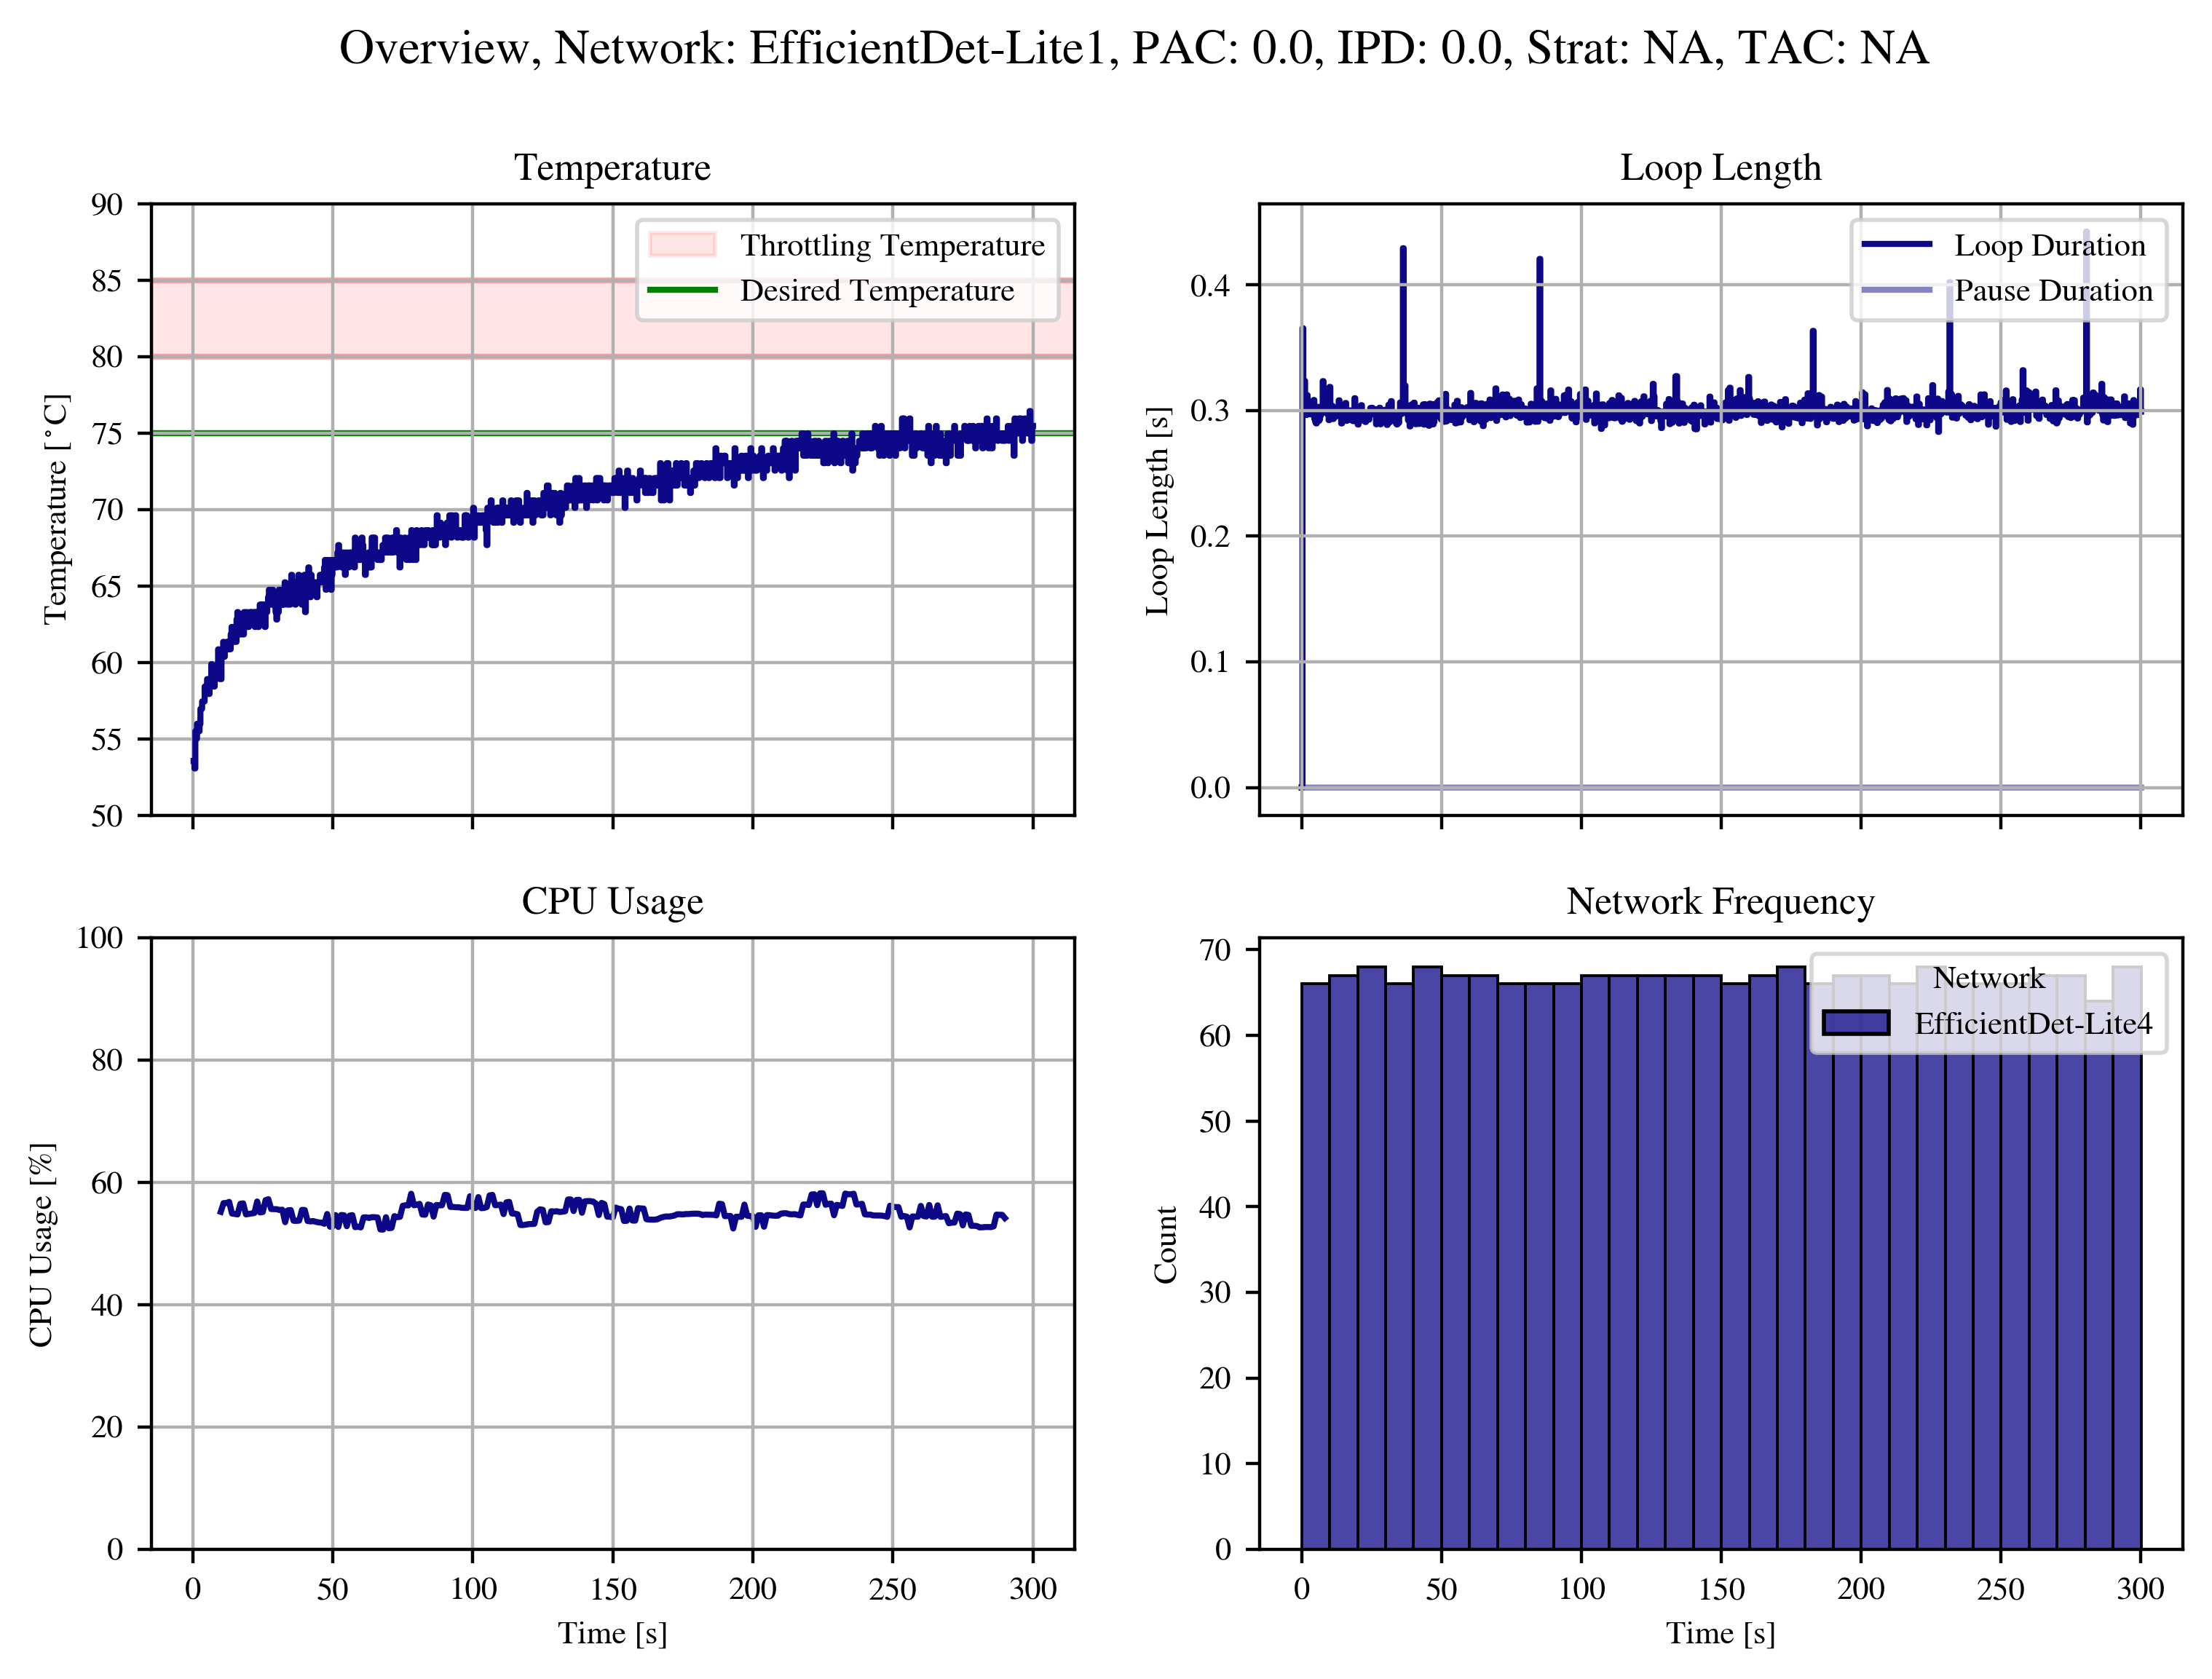 Overview, Network: EfficientDet-Lite1, PAC: 0.0, IPD: 0.0, Strat: NA, TAC: NA
Temperature
90
85
80
75
70
65
60
55
50
Temperature [°C]
Throttling Temperature
Desired Temperature
Loop Length
0.4
0.3
0.2
0.1
0.0
Loop Length [s]
Loop Duration
Pause Duration
CPU Usage
100
80
60
40
20
0
CPU Usage [%]
0 50 100 150 200 250 300
Time [s]
Network Frequency
70
60
50
40
30
20
10
0
Count
Network
EfficientDet-Lite4
0 50 100 150 200 250 300
Time [s]